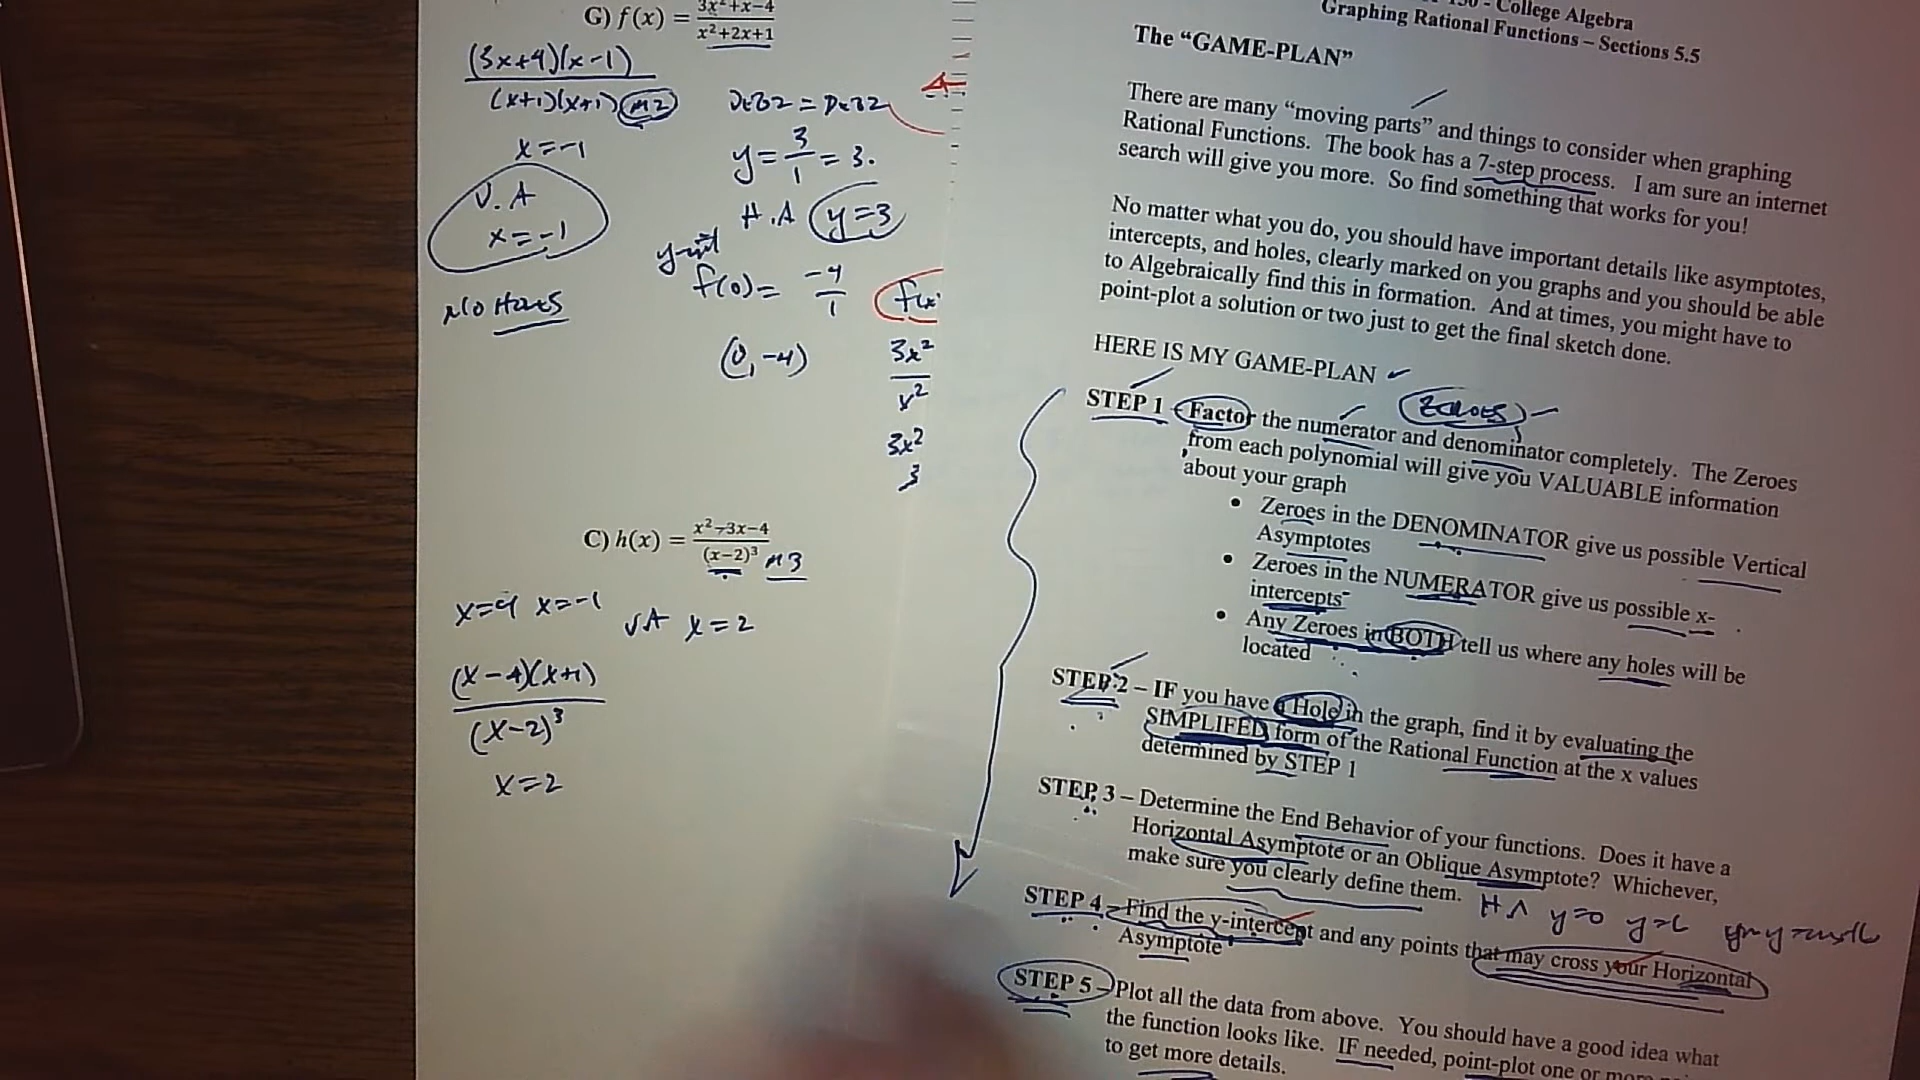 G) f(x) = 3x²+x-4 / x²+2x+1
(3x+4)(x-1)
(x+1)(x+1) m2
x=-1
V.A
x=-1
No Holes
y=3/1=3.
H.A y=3
y-int
f(0)= -4/1
(0,-4)
3x²
x²
3x²
3
C) h(x) = x²-3x-4 / (x-2)³ m3
x=4 x=-1
VA x=2
(x-4)(x+1)
(x-2)³
x=2
- College Algebra
Graphing Rational Functions – Sections 5.5
The “GAME-PLAN”
There are many “moving parts” and things to consider when graphing
Rational Functions. The book has a 7-step process. I am sure an internet
search will give you more. So find something that works for you!
No matter what you do, you should have important details like asymptotes,
intercepts, and holes, clearly marked on you graphs and you should be able
to Algebraically find this in formation. And at times, you might have to
point-plot a solution or two just to get the final sketch done.
HERE IS MY GAME-PLAN
ZEROES
STEP 1 – Factor the numerator and denominator completely. The Zeroes
from each polynomial will give you VALUABLE information
about your graph
• Zeroes in the DENOMINATOR give us possible Vertical
Asymptotes
• Zeroes in the NUMERATOR give us possible x-
intercepts
• Any Zeroes in BOTH tell us where any holes will be
located
STEP 2 – IF you have a Hole in the graph, find it by evaluating the
SIMPLIFED form of the Rational Function at the x values
determined by STEP 1
STEP 3 – Determine the End Behavior of your functions. Does it have a
Horizontal Asymptote or an Oblique Asymptote? Whichever,
make sure you clearly define them.
HA y=0 y=c
STEP 4 – Find the y-intercept and any points that may cross your Horizontal
Asymptote
STEP 5 – Plot all the data from above. You should have a good idea what
the function looks like. IF needed, point-plot one or more
to get more details.